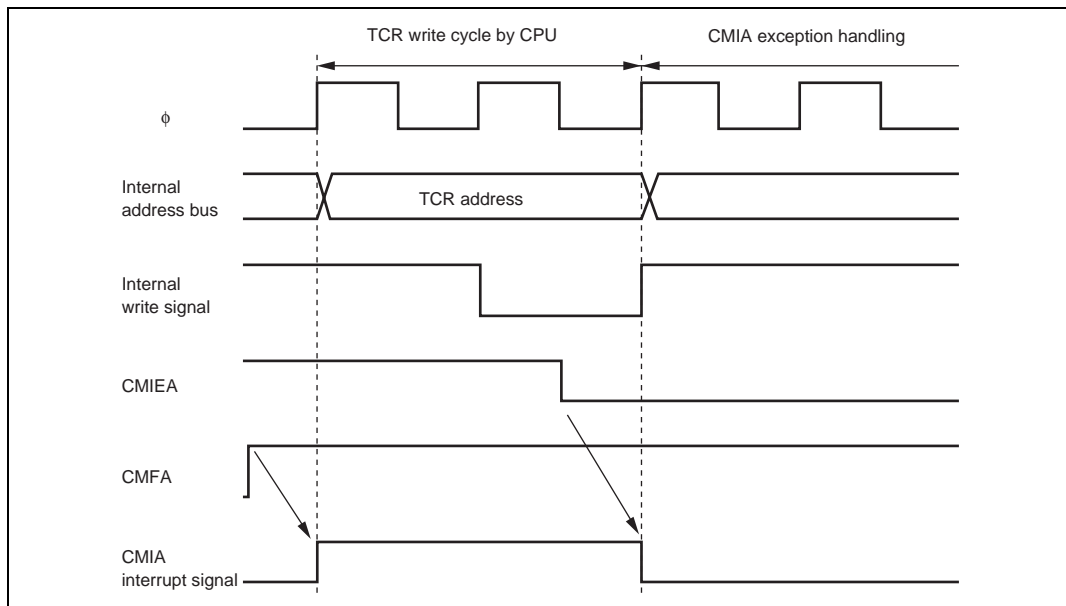 TCR write cycle by CPU
CMIA exception handling
ϕ
Internal
address bus
TCR address
Internal
write signal
CMIEA
CMFA
CMIA
interrupt signal